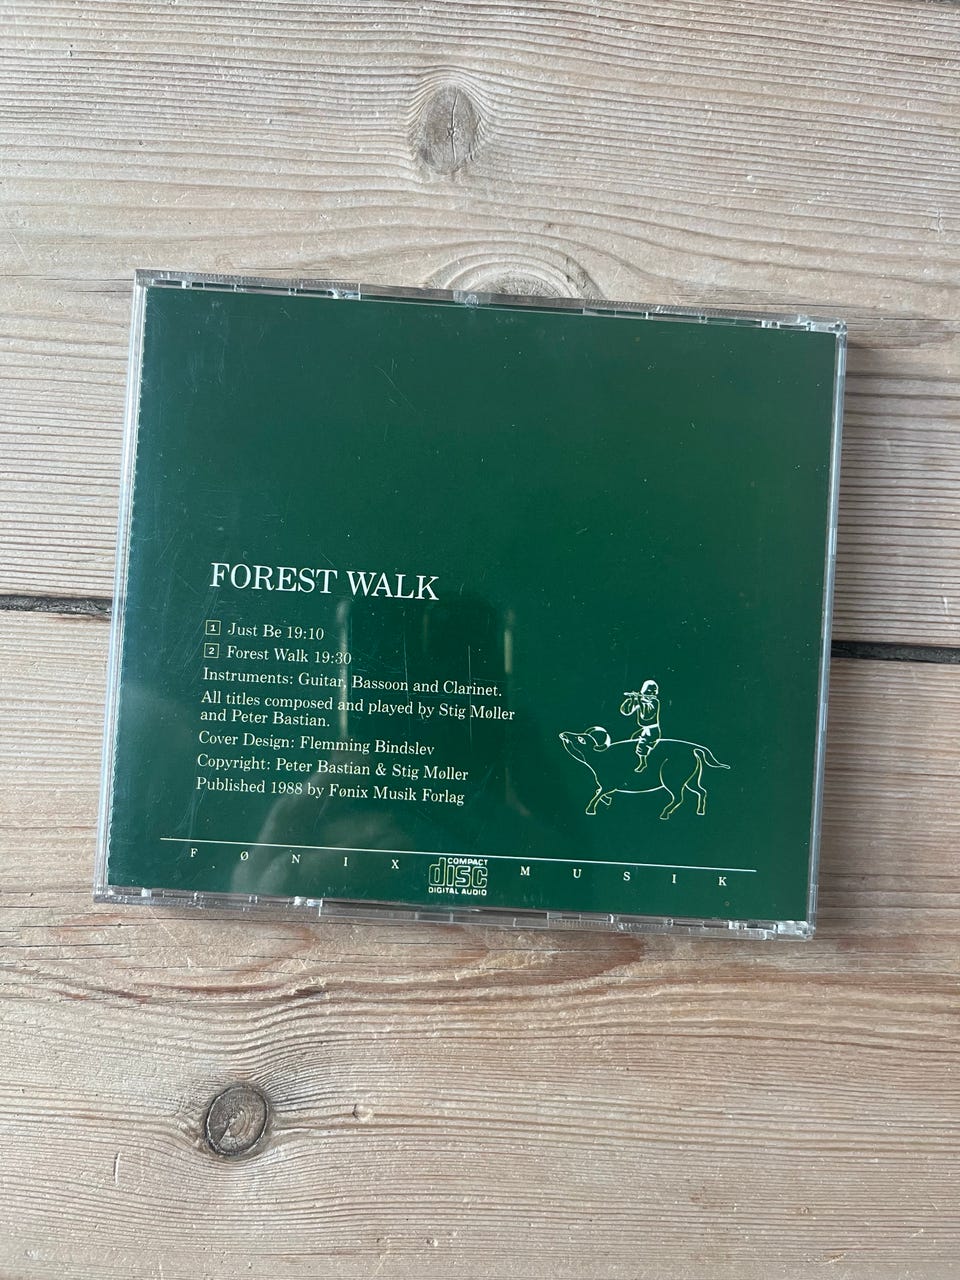 FOREST WALK
1 Just Be 19:10
2 Forest Walk 19:30
Instruments: Guitar, Bassoon and Clarinet.
All titles composed and played by Stig Møller
and Peter Bastian.
Cover Design: Flemming Bindslev
Copyright: Peter Bastian & Stig Møller
Published 1988 by Fønix Musik Forlag
FØNIX MUSIK
COMPACT
disc
DIGITAL AUDIO